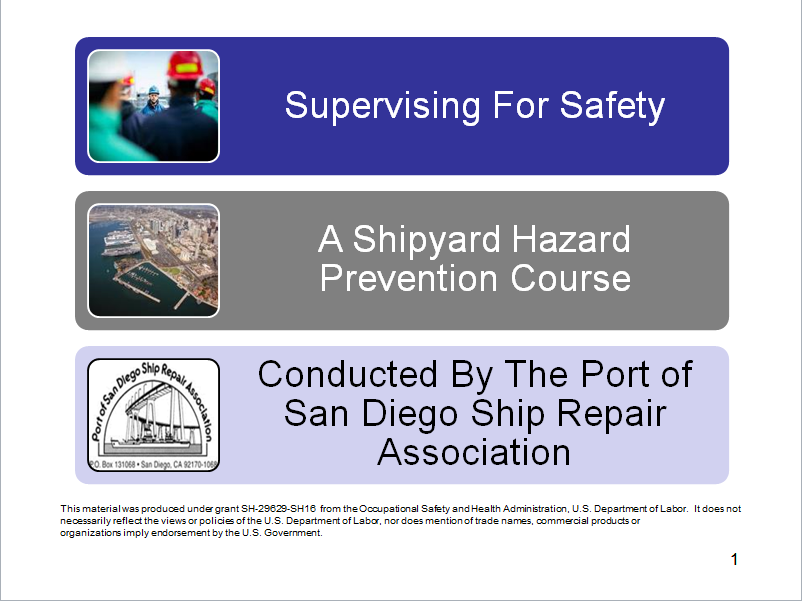 Supervising For Safety
A Shipyard Hazard
Prevention Course
Port of San Diego Ship Repair Association
P.O. Box 131068 • San Diego, CA 92170-1068
Conducted By The Port of
San Diego Ship Repair
Association
This material was produced under grant SH-29629-SH16 from the Occupational Safety and Health Administration, U.S. Department of Labor. It does not
necessarily reflect the views or policies of the U.S. Department of Labor, nor does mention of trade names, commercial products or
organizations imply endorsement by the U.S. Government.
1